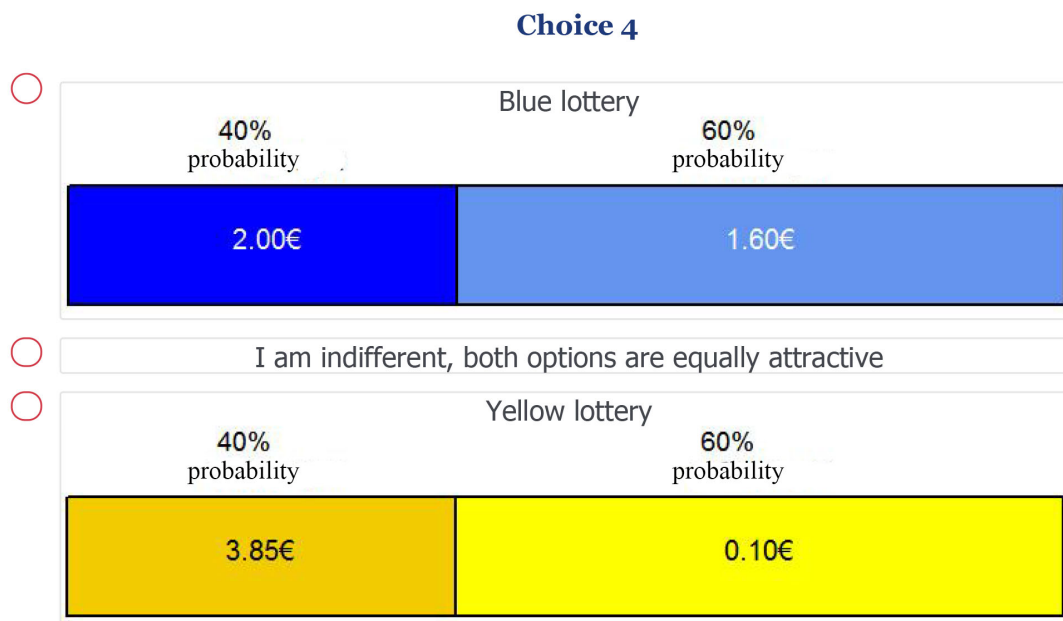 Choice 4
Blue lottery
40% 60%
probability probability
2.00€ 1.60€
I am indifferent, both options are equally attractive
Yellow lottery
40% 60%
probability probability
3.85€ 0.10€